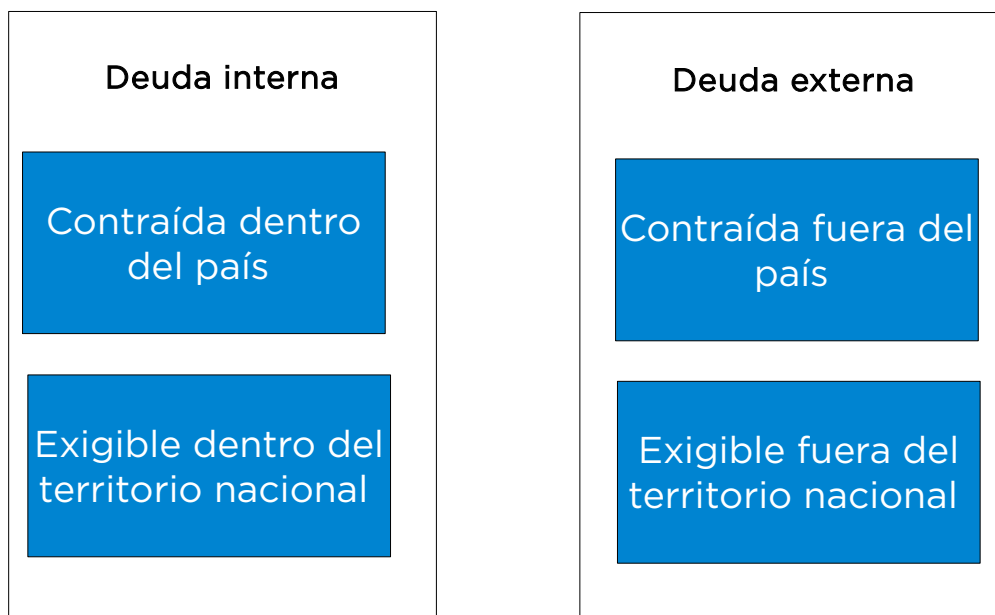 Deuda interna
Contraída dentro
del país
Exigible dentro del
territorio nacional
Deuda externa
Contraída fuera del
país
Exigible fuera del
territorio nacional